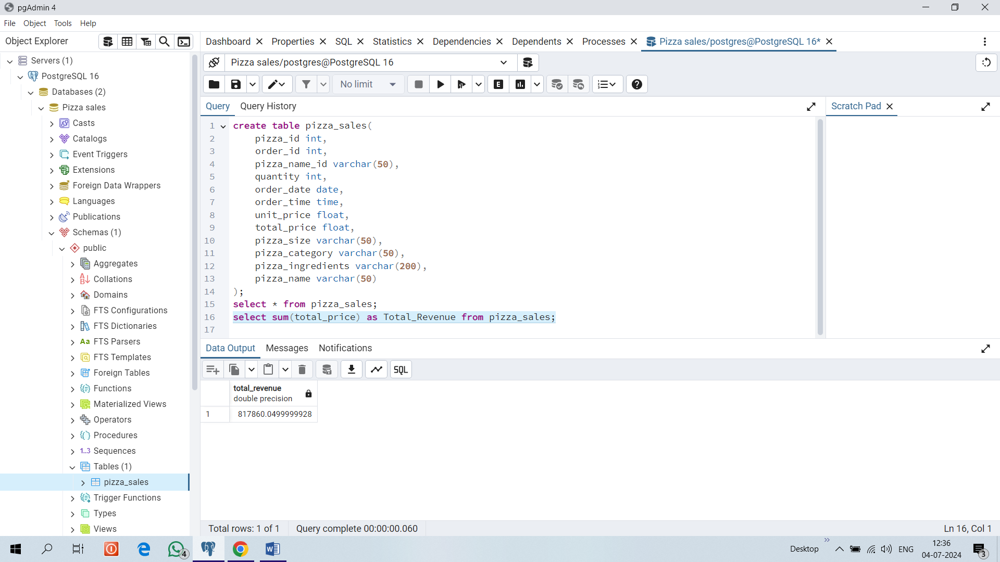 pgAdmin 4
File Object Tools Help
Object Explorer
Dashboard Properties SQL Statistics Dependencies Dependents Processes Pizza sales/postgres@PostgreSQL 16*
Servers (1)
PostgreSQL 16
Databases (2)
Pizza sales
Casts
Catalogs
Event Triggers
Extensions
Foreign Data Wrappers
Languages
Publications
Schemas (1)
public
Aggregates
Collations
Domains
FTS Configurations
FTS Dictionaries
Aa FTS Parsers
FTS Templates
Foreign Tables
Functions
Materialized Views
Operators
Procedures
1..3 Sequences
Tables (1)
pizza_sales
Trigger Functions
Types
Views
Pizza sales/postgres@PostgreSQL 16
No limit
E
Query Query History
Scratch Pad
1 create table pizza_sales(
2 pizza_id int,
3 order_id int,
4 pizza_name_id varchar(50),
5 quantity int,
6 order_date date,
7 order_time time,
8 unit_price float,
9 total_price float,
10 pizza_size varchar(50),
11 pizza_category varchar(50),
12 pizza_ingredients varchar(200),
13 pizza_name varchar(50)
14 );
15 select * from pizza_sales;
16 select sum(total_price) as Total_Revenue from pizza_sales;
17
Data Output Messages Notifications
SQL
total_revenue
double precision
1 817860.0499999928
Total rows: 1 of 1 Query complete 00:00:00.060 Ln 16, Col 1
4
Desktop
ENG
12:36
04-07-2024
3